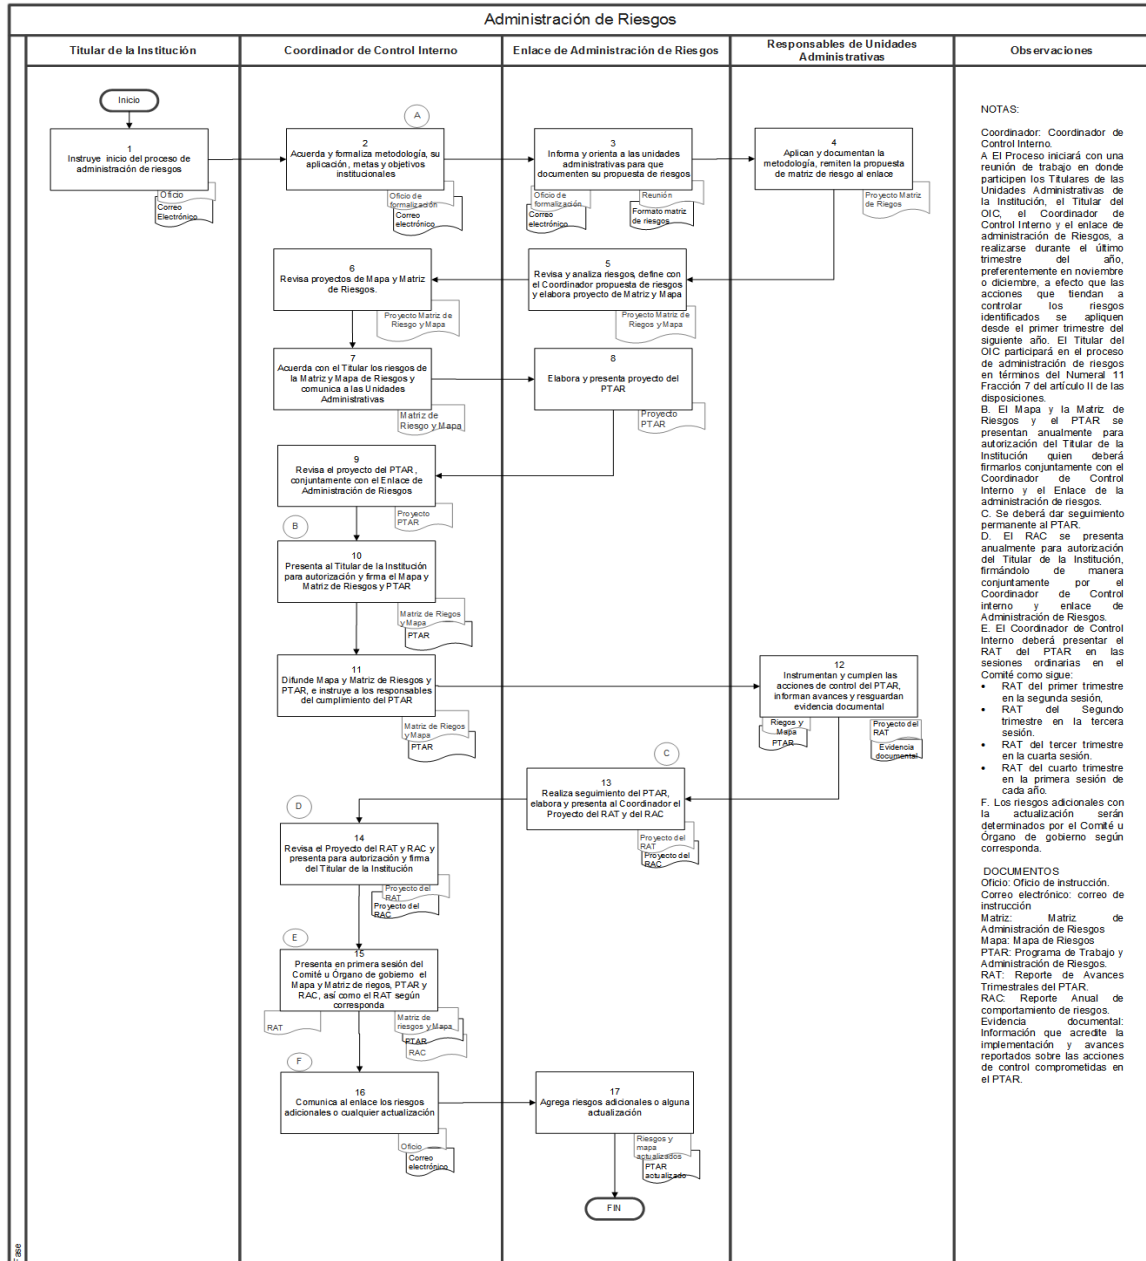 Administración de Riesgos
Titular de la Institución
Coordinador de Control Interno
Enlace de Administración de Riesgos
Responsables de Unidades
Administrativas
Observaciones
Inicio
1
Instruye inicio del proceso de
administración de riesgos
Oficio
Correo
Electrónico
A
2
Acuerda y formaliza metodología, su
aplicación, metas y objetivos
institucionales
Oficio de
formalización
Correo
electrónico
3
Informa y orienta a las unidades
administrativas para que
documenten su propuesta de riesgos
Oficio de
formalización
Correo
electrónico
Reunión
Formato matriz
de riesgos
4
Aplican y documentan la
metodología, remiten la propuesta
de matriz de riesgo al enlace
Proyecto Matriz
de Riegos
5
Revisa y analiza riesgos, define con
el Coordinador propuesta de riesgos
y elabora proyecto de Matriz y Mapa
Proyecto Matriz de
Riegos y Mapa
6
Revisa proyectos de Mapa y Matriz
de Riesgos.
Proyecto Matriz de
Riesgo y Mapa
7
Acuerda con el Titular los riesgos de
la Matriz y Mapa de Riesgos y
comunica a las Unidades
Administrativas
Matriz de
Riesgo y Mapa
8
Elabora y presenta proyecto del
PTAR
Proyecto
PTAR
9
Revisa el proyecto del PTAR,
conjuntamente con el Enlace de
Administración de Riesgos
Proyecto
PTAR
B
10
Presenta al Titular de la Institución
para autorización y firma el Mapa y
Matriz de Riesgos y PTAR
Matriz de Riegos
y Mapa
PTAR
11
Difunde Mapa y Matriz de Riesgos y
PTAR, e instruye a los responsables
del cumplimiento del PTAR
Matriz de Riegos
y Mapa
PTAR
12
Instrumentan y cumplen las
acciones de control del PTAR,
informan avances y resguardan
evidencia documental
Riegos y
Mapa
PTAR
Proyecto del
RAT
Evidencia
documental
C
13
Realiza seguimiento del PTAR,
elabora y presenta al Coordinador el
Proyecto del RAT y del RAC
Proyecto del
RAT
Proyecto del
RAC
D
14
Revisa el Proyecto del RAT y RAC y
presenta para autorización y firma
del Titular de la Institución
Proyecto del
RAT
Proyecto del
RAC
E
15
Presenta en primera sesión del
Comité u Órgano de gobierno el
Mapa y Matriz de riegos, PTAR y
RAC, así como el RAT según
corresponda
RAT
Matriz de
riesgos y Mapa
PTAR
RAC
F
16
Comunica al enlace los riesgos
adicionales o cualquier actualización
Oficio
Correo
electrónico
17
Agrega riesgos adicionales o alguna
actualización
Riesgos y
mapa
actualizados
PTAR
actualizado
FIN
Fase
NOTAS:
Coordinador: Coordinador de
Control Interno.
A El Proceso iniciará con una
reunión de trabajo en donde
participen los Titulares de las
Unidades Administrativas de
la Institución, el Titular del
OIC, el Coordinador de
Control Interno y el enlace de
administración de Riesgos, a
realizarse durante el último
trimestre del año,
preferentemente en noviembre
o diciembre, a efecto que las
acciones que tiendan a
controlar los riesgos
identificados se apliquen
desde el primer trimestre del
siguiente año. El Titular del
OIC participará en el proceso
de administración de riesgos
en términos del Numeral 11
Fracción 7 del artículo II de las
disposiciones.
B. El Mapa y la Matriz de
Riesgos y el PTAR se
presentan anualmente para
autorización del Titular de la
Institución quien deberá
firmarlos conjuntamente con el
Coordinador de Control
Interno y el Enlace de la
administración de riesgos.
C. Se deberá dar seguimiento
permanente al PTAR.
D. El RAC se presenta
anualmente para autorización
del Titular de la Institución,
firmándolo de manera
conjuntamente por el
Coordinador de Control
interno y enlace de
Administración de Riesgos.
E. El Coordinador de Control
Interno deberá presentar el
RAT del PTAR en las
sesiones ordinarias en el
Comité como sigue:
• RAT del primer trimestre
en la segunda sesión,
• RAT del Segundo
trimestre en la tercera
sesión.
• RAT del tercer trimestre
en la cuarta sesión.
• RAT del cuarto trimestre
en la primera sesión de
cada año.
F. Los riesgos adicionales con
la actualización serán
determinados por el Comité u
Órgano de gobierno según
corresponda.
DOCUMENTOS
Oficio: Oficio de instrucción.
Correo electrónico: correo de
instrucción
Matriz: Matriz de
Administración de Riesgos
Mapa: Mapa de Riesgos
PTAR: Programa de Trabajo y
Administración de Riesgos.
RAT: Reporte de Avances
Trimestrales del PTAR.
RAC: Reporte Anual de
comportamiento de riesgos.
Evidencia documental:
Información que acredite la
implementación y avances
reportados sobre las acciones
de control comprometidas en
el PTAR.